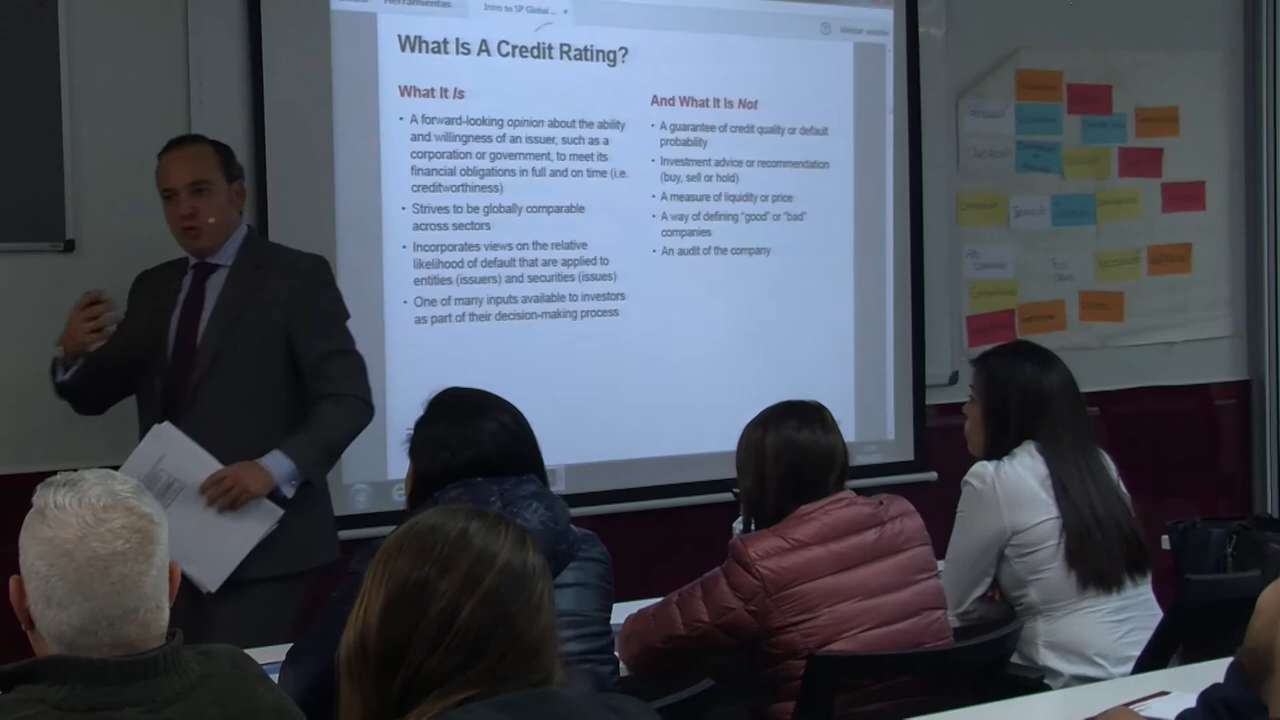 Herramientas
Intro to SP Global ...
What Is A Credit Rating?
What It Is
• A forward-looking opinion about the ability
and willingness of an issuer, such as a
corporation or government, to meet its
financial obligations in full and on time (i.e.
creditworthiness)
• Strives to be globally comparable
across sectors
• Incorporates views on the relative
likelihood of default that are applied to
entities (issuers) and securities (issues)
• One of many inputs available to investors
as part of their decision-making process
And What It Is Not
• A guarantee of credit quality or default
probability
• Investment advice or recommendation
(buy, sell or hold)
• A measure of liquidity or price
• A way of defining "good" or "bad"
companies
• An audit of the company